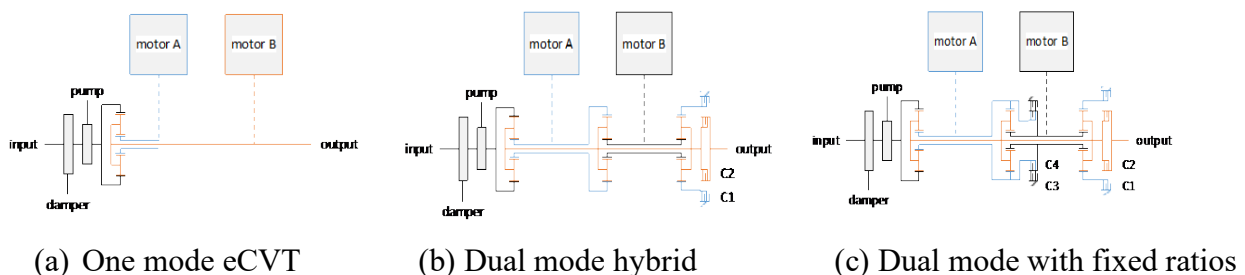 motor A
motor B
pump
input
output
damper
(a) One mode eCVT
motor A
motor B
pump
input
output
C2
C1
damper
(b) Dual mode hybrid
motor A
motor B
pump
input
output
C4
C2
C3
C1
damper
(c) Dual mode with fixed ratios